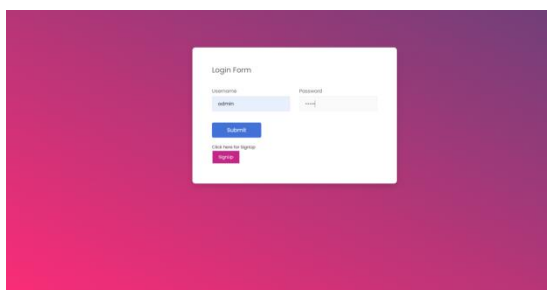 Login Form
Username Password
admin
Submit
Click here for SignUp
SignUp